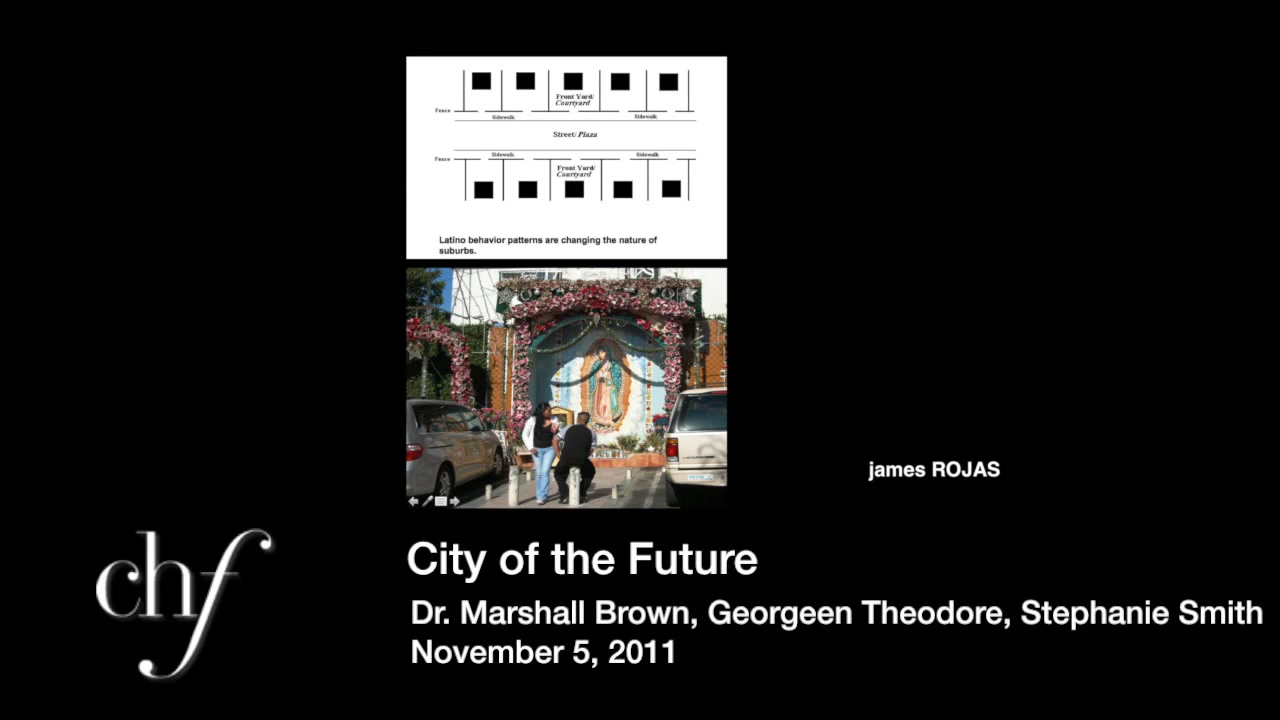 Front Yard/
Courtyard
Fence
Sidewalk
Sidewalk
Street/ Plaza
Sidewalk
Sidewalk
Fence
Front Yard/
Courtyard
Latino behavior patterns are changing the nature of
suburbs.
james ROJAS
chf
City of the Future
Dr. Marshall Brown, Georgeen Theodore, Stephanie Smith
November 5, 2011